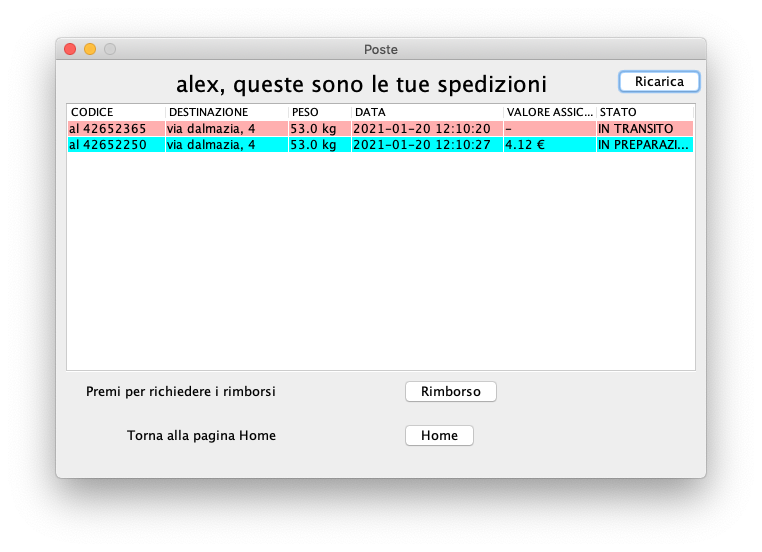 Poste
alex, queste sono le tue spedizioni
Ricarica
CODICE DESTINAZIONE PESO DATA VALORE ASSIC... STATO
al 42652365 via dalmazia, 4 53.0 kg 2021-01-20 12:10:20 - IN TRANSITO
al 42652250 via dalmazia, 4 53.0 kg 2021-01-20 12:10:27 4.12 € IN PREPARAZI...
Premi per richiedere i rimborsi Rimborso
Torna alla pagina Home Home